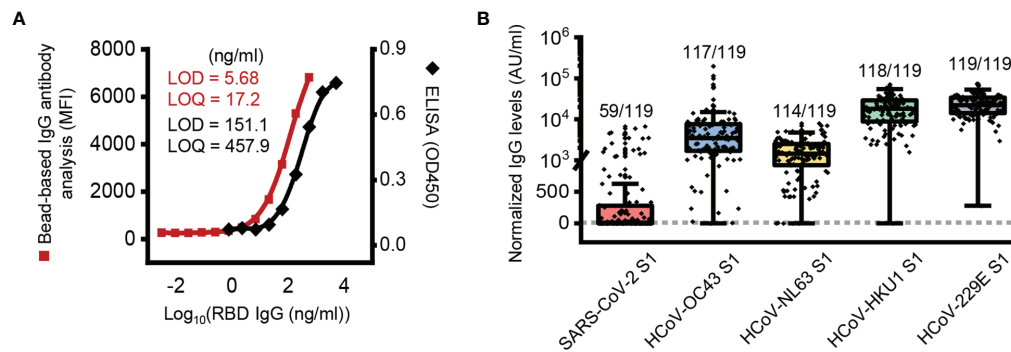 A
Bead-based IgG antibody
analysis (MFI)
8000
6000
4000
2000
0
(ng/ml)
LOD = 5.68
LOQ = 17.2
LOD = 151.1
LOQ = 457.9
0.9
0.6
0.3
0.0
ELISA (OD450)
-2 0 2 4
Log10(RBD IgG (ng/ml))
B
Normalized IgG levels (AU/ml)
10^6
10^5
10^4
10^3
500
0
59/119
117/119
114/119
118/119
119/119
SARS-CoV-2 S1
HCoV-OC43 S1
HCoV-NL63 S1
HCoV-HKU1 S1
HCoV-229E S1